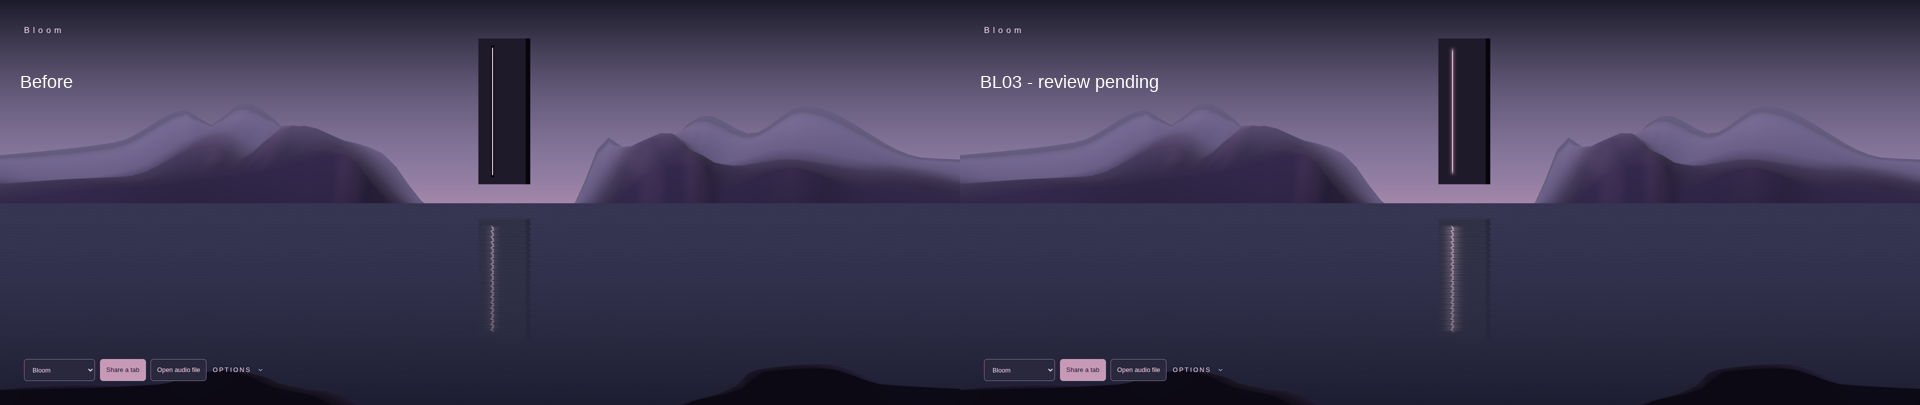 Bloom
Before
Bloom
Share a tab
Open audio file
OPTIONS
Bloom
BL03 - review pending
Bloom
Share a tab
Open audio file
OPTIONS